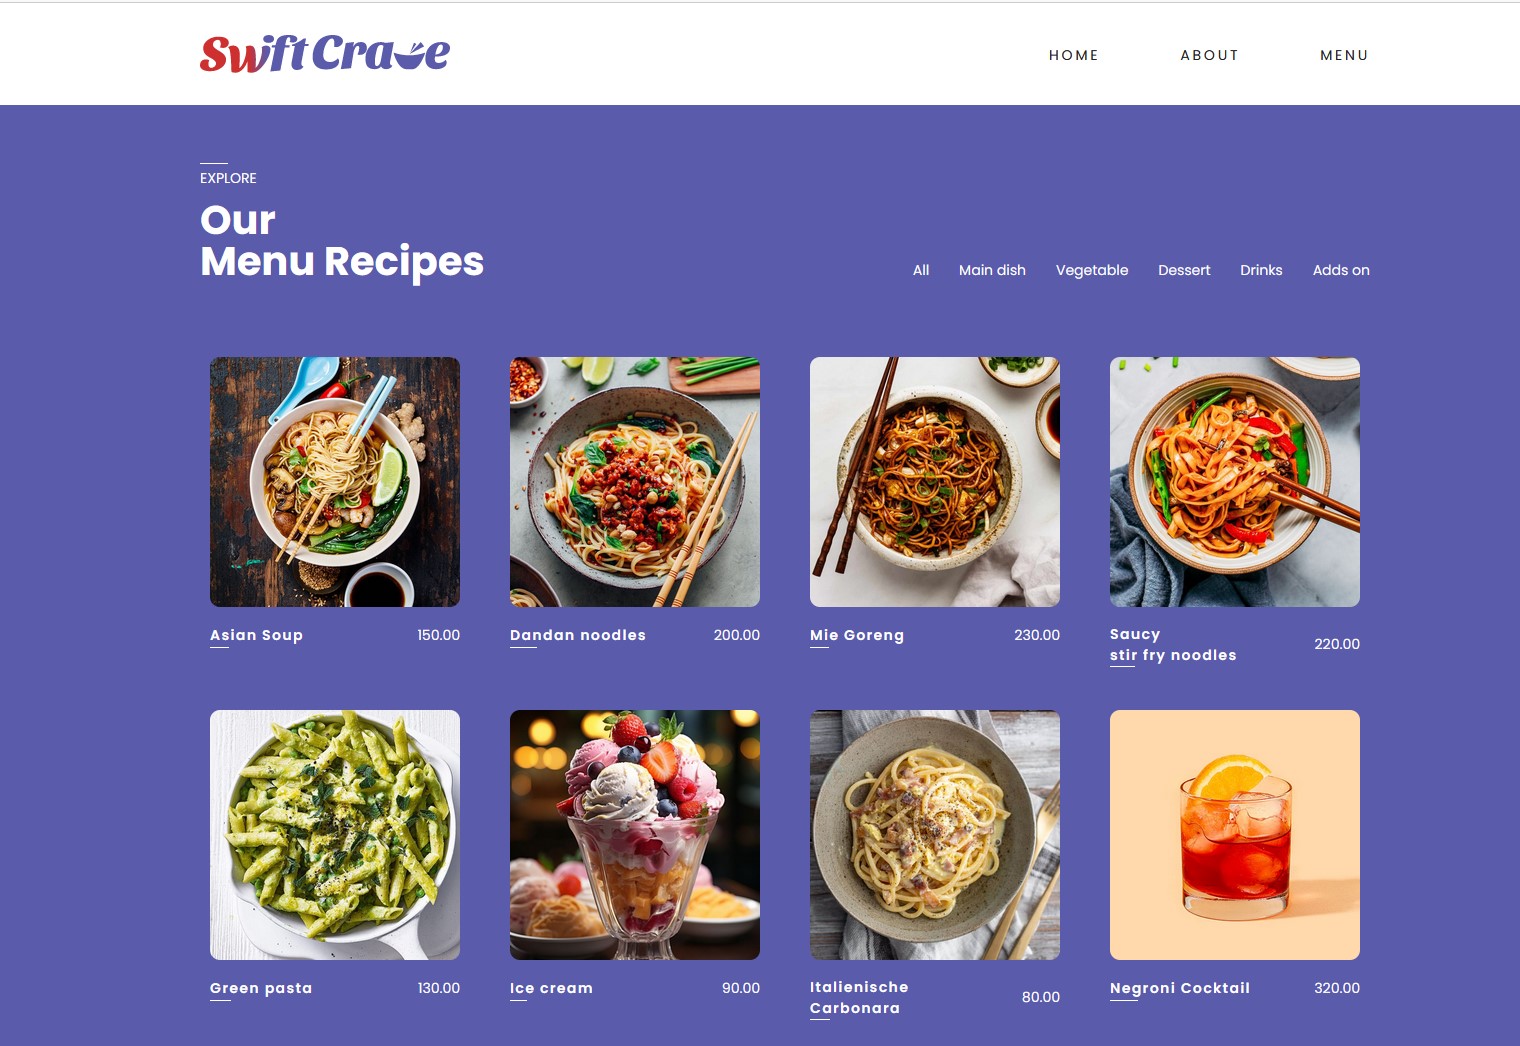 Swift Crave
HOME ABOUT MENU
EXPLORE
Our
Menu Recipes
All Main dish Vegetable Dessert Drinks Adds on
Asian Soup 150.00
Dandan noodles 200.00
Mie Goreng 230.00
Saucy
stir fry noodles 220.00
Green pasta 130.00
Ice cream 90.00
Italienische
Carbonara 80.00
Negroni Cocktail 320.00